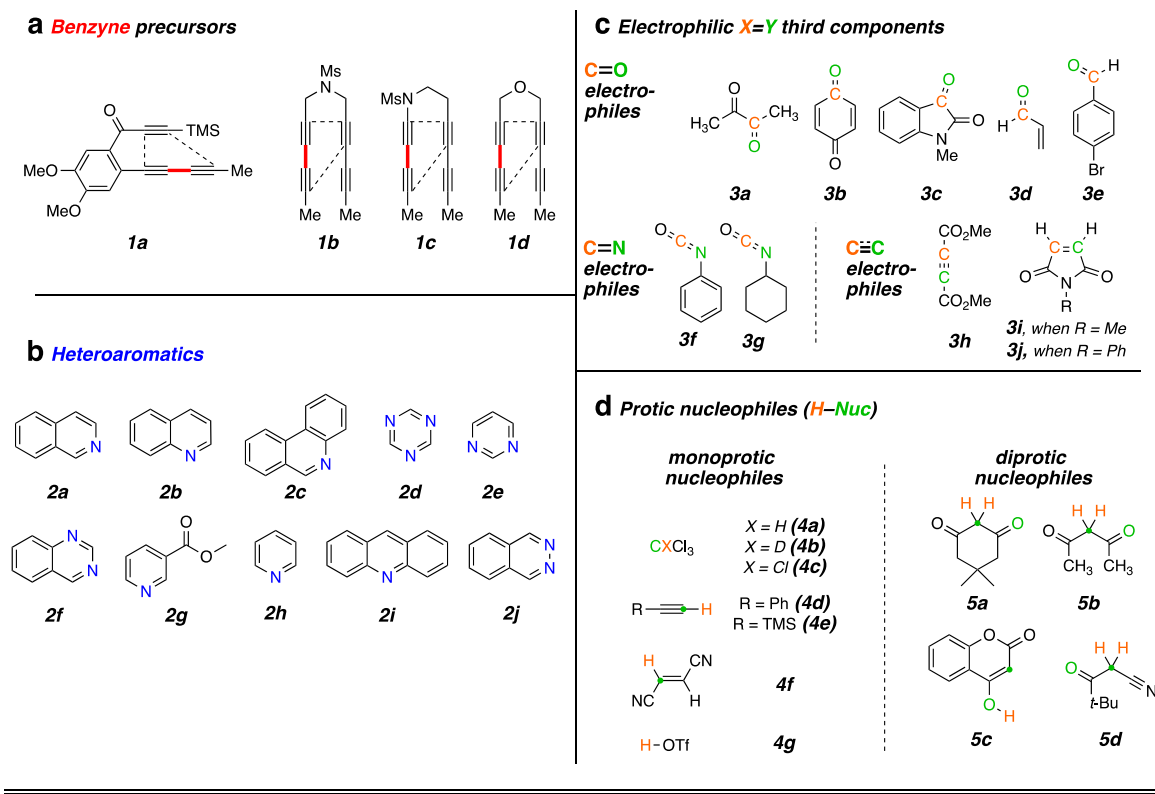 a Benzyne precursors
O
TMS
MeO
MeO
Me
1a
Ms
N
Me Me
1b
MsN
Me Me
1c
O
Me Me
1d
b Heteroaromatics
N
2a
N
2b
N
2c
N N
N
2d
N N
2e
N
N
2f
O
O
N
2g
N
2h
N
2i
N
N
2j
c Electrophilic X=Y third components
C=O
electro-
philes
O
H3C C CH3
O
3a
O
C
O
3b
O
C
O
N
Me
3c
O
C
H
3d
O
C H
Br
3e
C=N
electro-
philes
O C
N
3f
O C
N
3g
C≡C
electro-
philes
CO2Me
C
C
CO2Me
3h
H H
C C
O N O
R
3i, when R = Me
3j, when R = Ph
d Protic nucleophiles (H–Nuc)
monoprotic
nucleophiles
CXCl3
X = H (4a)
X = D (4b)
X = Cl (4c)
R H
R = Ph (4d)
R = TMS (4e)
H CN
NC H
4f
H–OTf
4g
diprotic
nucleophiles
H H
O O
5a
H H
O O
CH3 CH3
5b
O O
O
H
5c
H H
O
N
t-Bu
5d